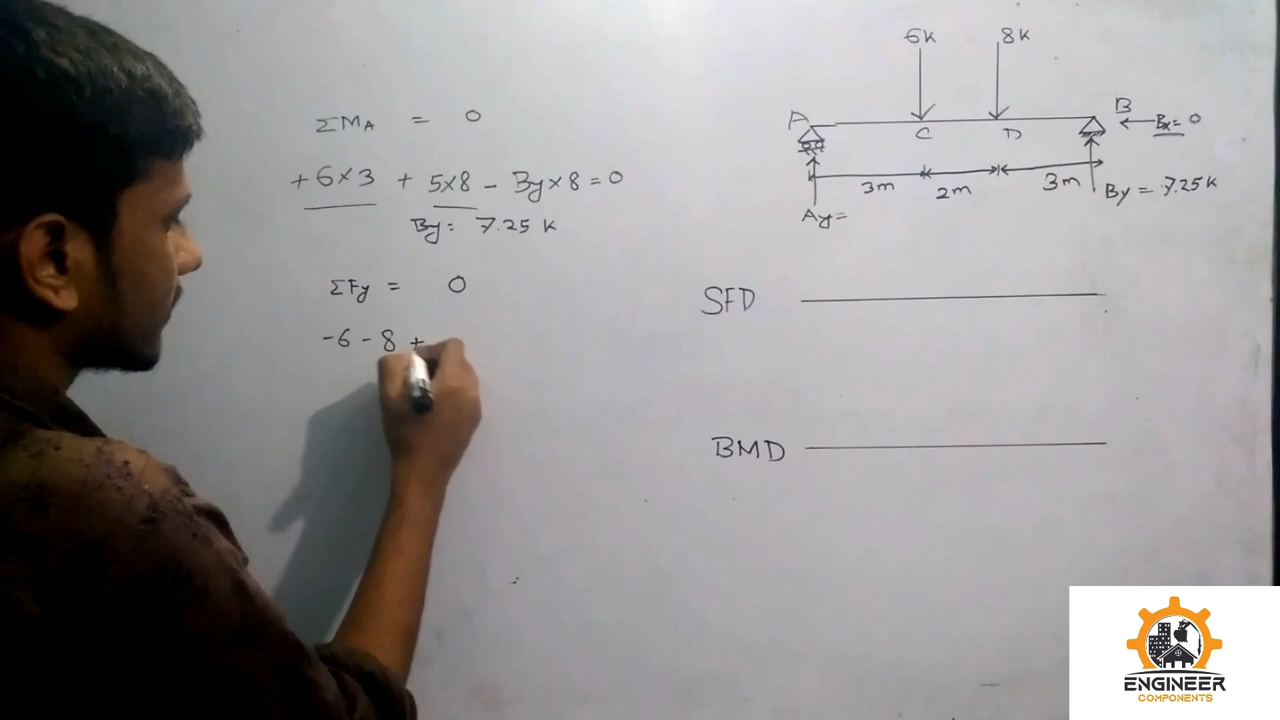 ΣMA = 0
+ 6×3 + 5×8 - By×8 = 0
By = 7.25 K
ΣFy = 0
-6 - 8 +
6K 8K
A B Bx = 0
C D
3m 2m 3m
Ay= By = 7.25 K
SFD
BMD
ENGINEER
COMPONENTS